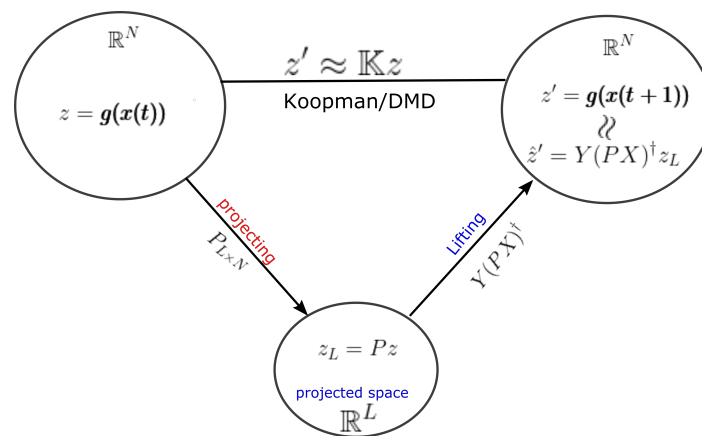 ℝ^N
z = g(x(t))
z′ ≈ 𝕂z
Koopman/DMD
ℝ^N
z′ = g(x(t + 1))
≈
ẑ′ = Y(PX)^† z_L
projecting
P_{L×N}
Lifting
Y(PX)^†
z_L = Pz
projected space
ℝ^L